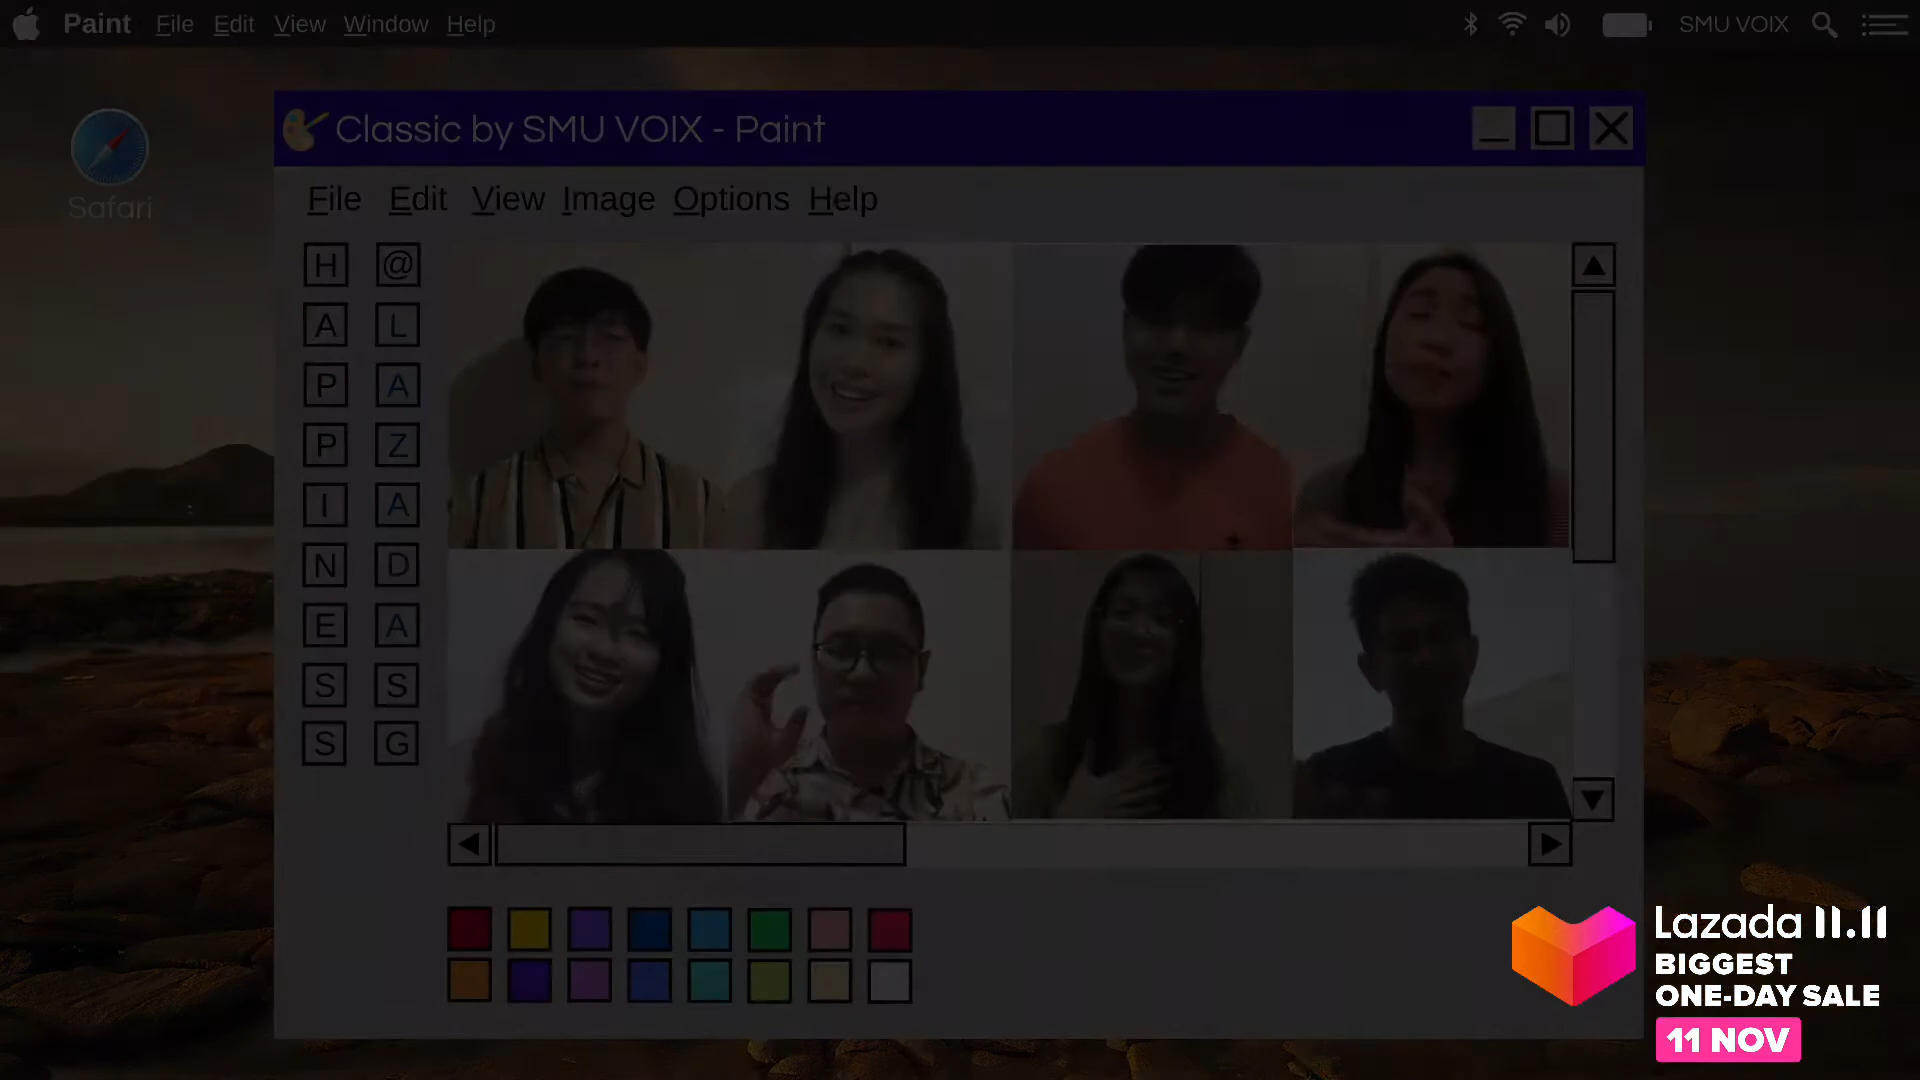 Paint File Edit View Window Help
SMU VOIX
Safari
Classic by SMU VOIX - Paint
File Edit View Image Options Help
H @
A L
P A
P Z
I A
N D
E A
S S
S G
Lazada 11.11
BIGGEST
ONE-DAY SALE
11 NOV